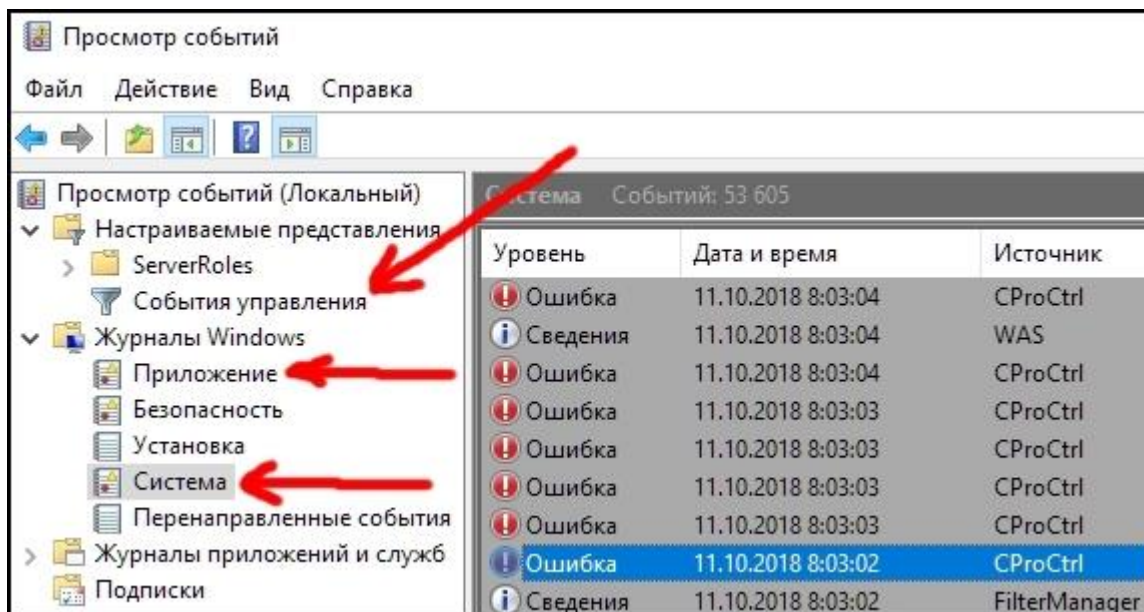 Просмотр событий
Файл Действие Вид Справка
Просмотр событий (Локальный)
Настраиваемые представления
ServerRoles
События управления
Журналы Windows
Приложение
Безопасность
Установка
Система
Перенаправленные события
Журналы приложений и служб
Подписки
Система Событий: 53 605
Уровень Дата и время Источник
Ошибка 11.10.2018 8:03:04 CProCtrl
Сведения 11.10.2018 8:03:04 WAS
Ошибка 11.10.2018 8:03:04 CProCtrl
Ошибка 11.10.2018 8:03:03 CProCtrl
Ошибка 11.10.2018 8:03:03 CProCtrl
Ошибка 11.10.2018 8:03:03 CProCtrl
Ошибка 11.10.2018 8:03:03 CProCtrl
Ошибка 11.10.2018 8:03:02 CProCtrl
Сведения 11.10.2018 8:03:02 FilterManager